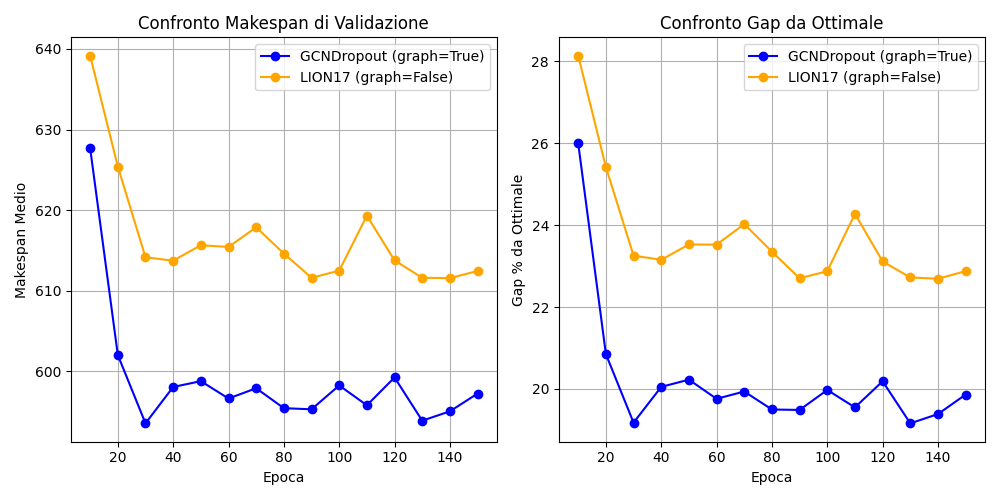 Confronto Makespan di Validazione
GCNDropout (graph=True)
LION17 (graph=False)
Makespan Medio
640
630
620
610
600
20 40 60 80 100 120 140
Epoca
Confronto Gap da Ottimale
GCNDropout (graph=True)
LION17 (graph=False)
Gap % da Ottimale
28
26
24
22
20
20 40 60 80 100 120 140
Epoca